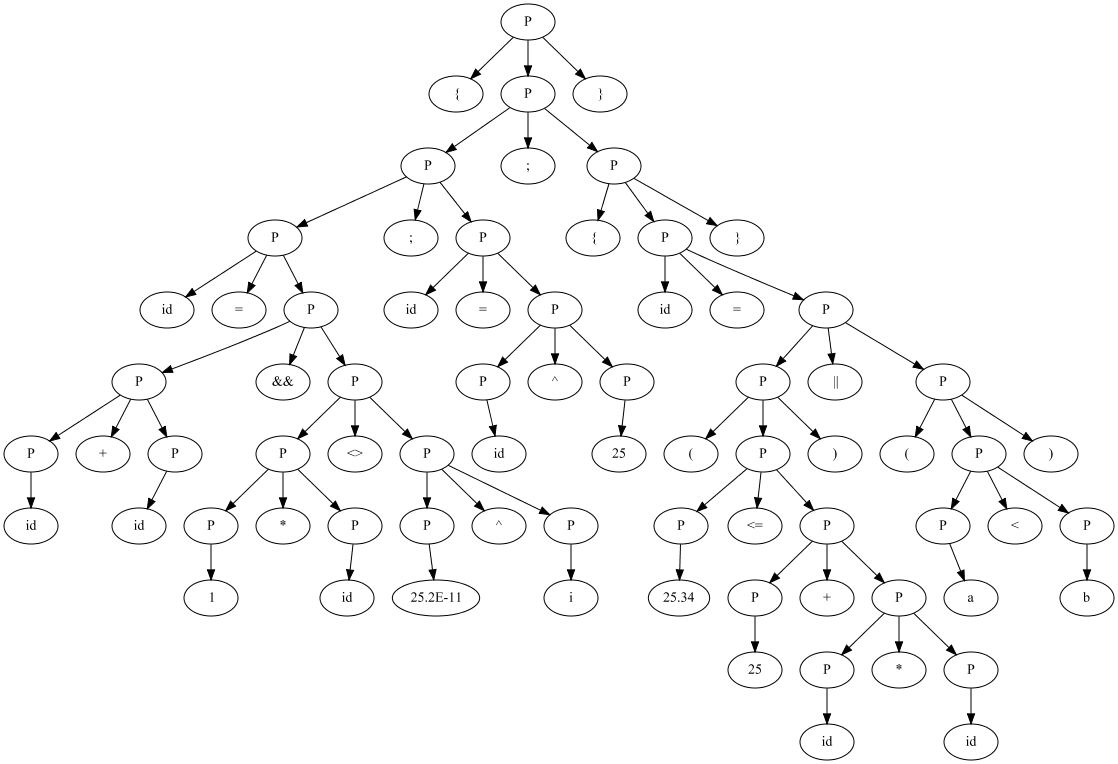 P
{ P }
P ; P
P ; P { P }
id = P id = P id = P
P && P P ^ P P || P
P + P P <> P id 25 ( P ) ( P )
id id P * P P ^ P P <= P P < P
1 id 25.2E-11 i 25.34 P + P a b
25 P * P
id id